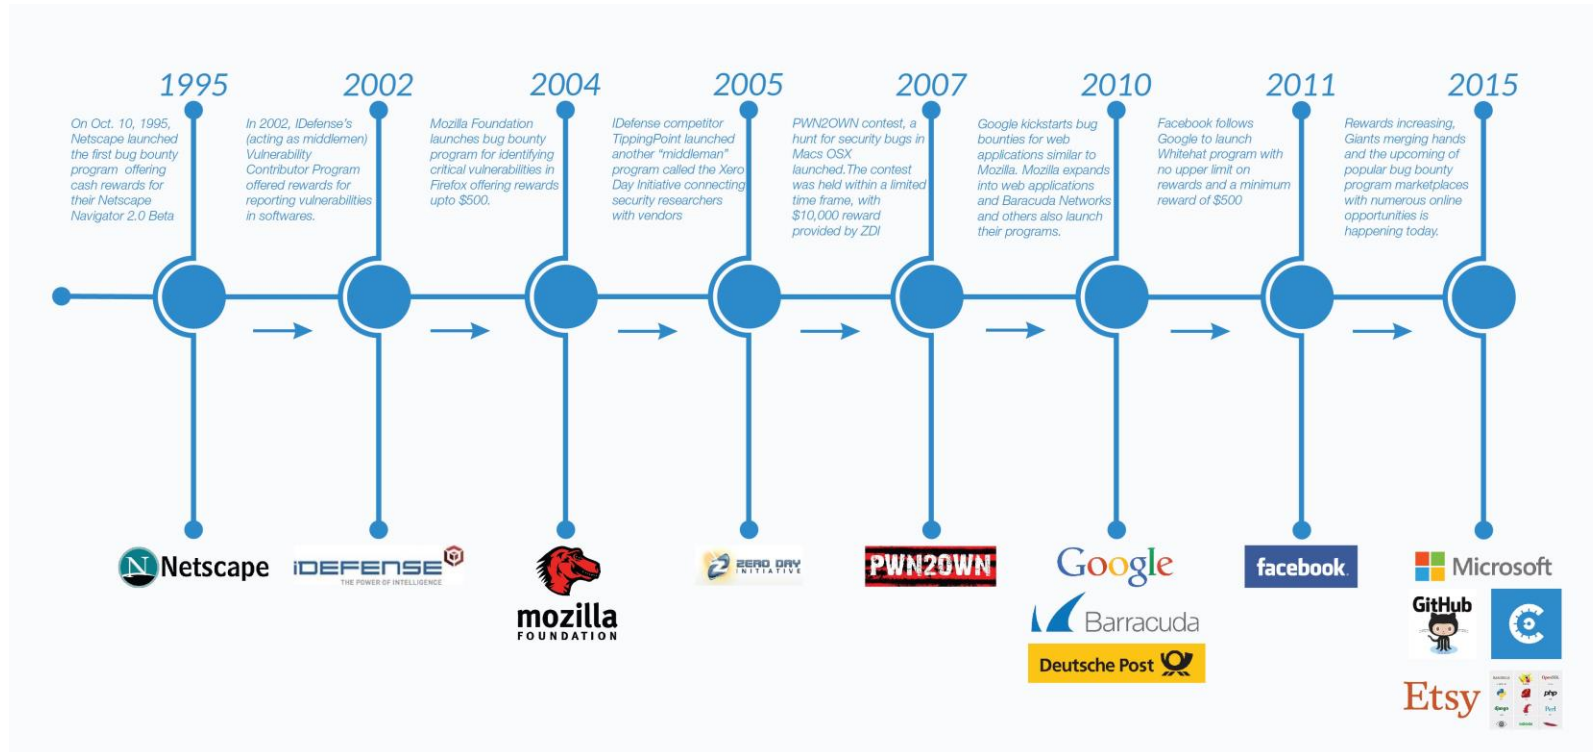 1995
On Oct. 10, 1995,
Netscape launched
the first bug bounty
program offering
cash rewards for
their Netscape
Navigator 2.0 Beta
2002
In 2002, IDefense's
(acting as middlemen)
Vulnerability
Contributor Program
offered rewards for
reporting vulnerabilities
in softwares.
2004
Mozilla Foundation
launches bug bounty
program for identifying
critical vulnerabilities in
Firefox offering rewards
upto $500.
2005
IDefense competitor
TippingPoint launched
another "middleman"
program called the Xero
Day Initiative connecting
security researchers
with vendors
2007
PWN2OWN contest, a
hunt for security bugs in
Macs OSX
launched.The contest
was held within a limited
time frame, with
$10,000 reward
provided by ZDI
2010
Google kickstarts bug
bounties for web
applications similar to
Mozilla. Mozilla expands
into web applications
and Baracuda Networks
and others also launch
their programs.
2011
Facebook follows
Google to launch
Whitehat program with
no upper limit on
rewards and a minimum
reward of $500
2015
Rewards increasing,
Giants merging hands
and the upcoming of
popular bug bounty
program marketplaces
with numerous online
opportunities is
happening today.
N Netscape
iDEFENSE
THE POWER OF INTELLIGENCE
mozilla
FOUNDATION
ZERO DAY
INITIATIVE
PWN2OWN
Google
Barracuda
Deutsche Post
facebook.
Microsoft
GitHub
Etsy
OpenSSL
php
django
Perl